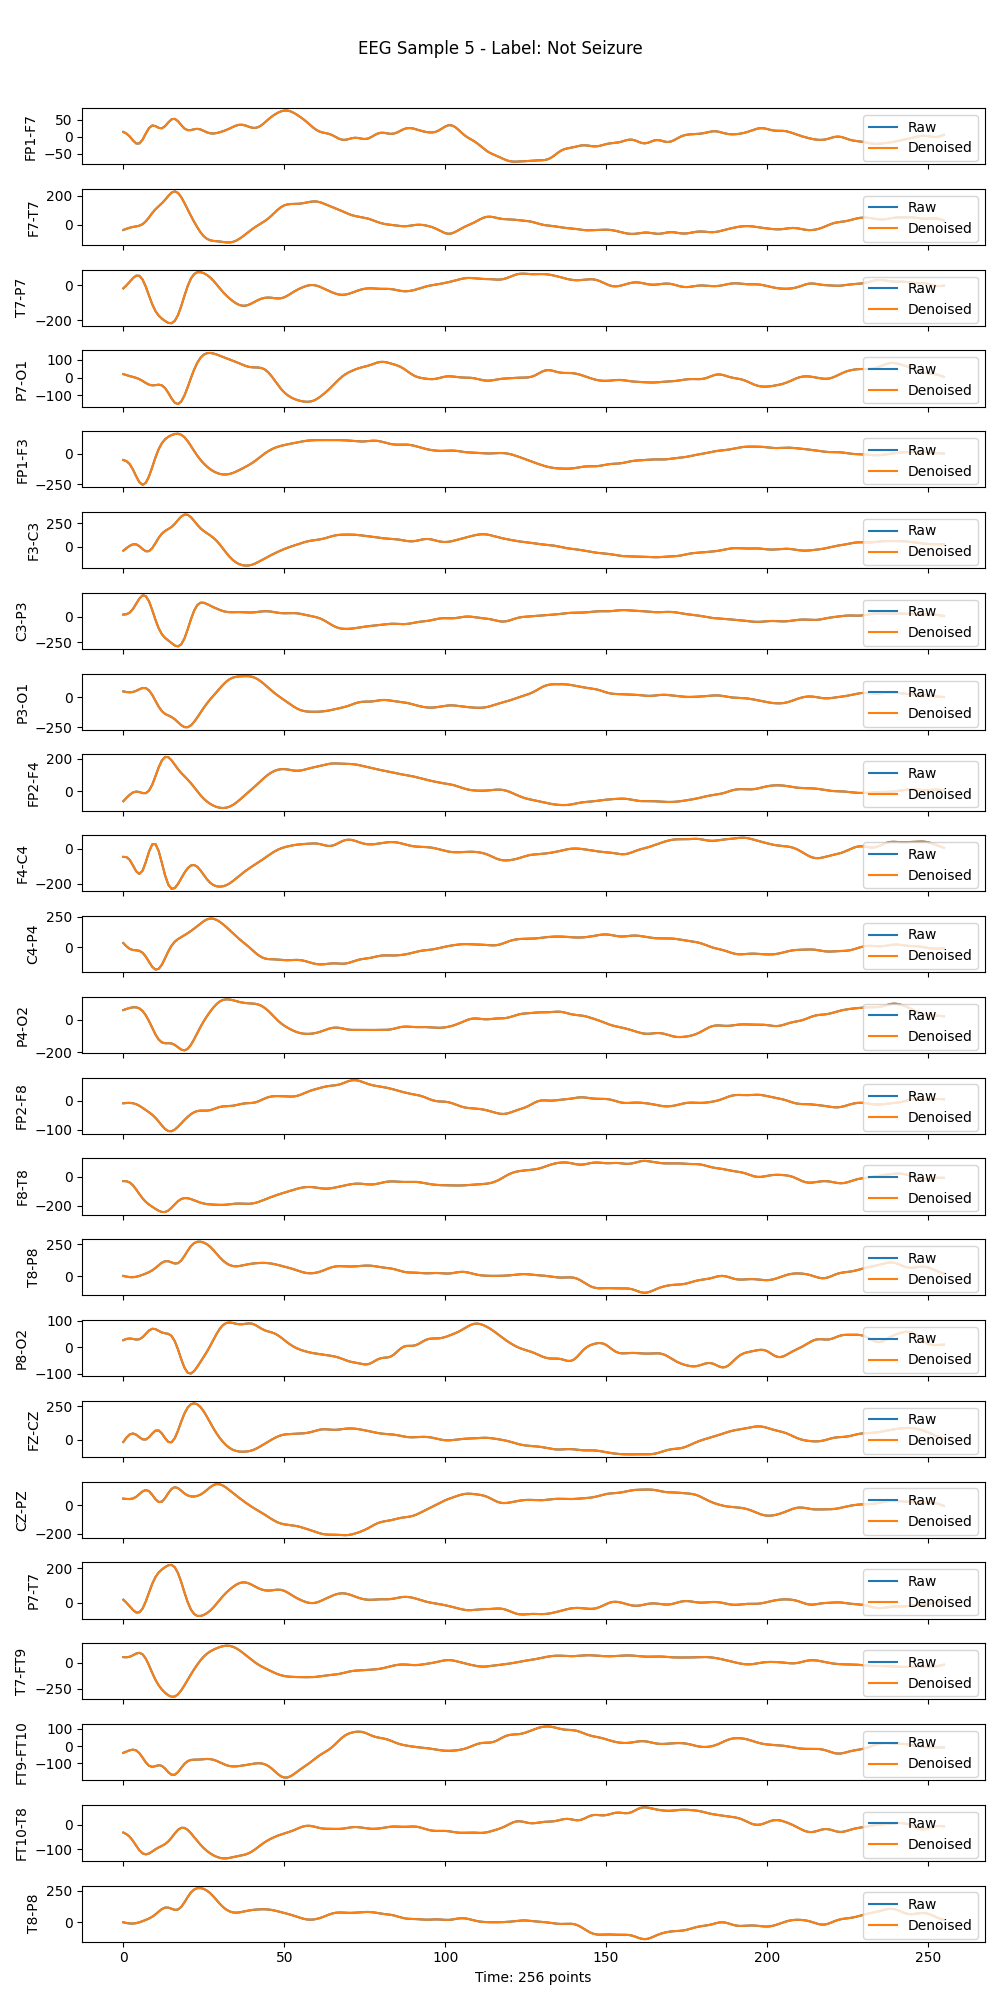 EEG Sample 5 - Label: Not Seizure
FP1-F7
50
0
−50
Raw
Denoised
F7-T7
200
0
Raw
Denoised
T7-P7
0
−200
Raw
Denoised
P7-O1
100
0
−100
Raw
Denoised
FP1-F3
0
−250
Raw
Denoised
F3-C3
250
0
Raw
Denoised
C3-P3
0
−250
Raw
Denoised
P3-O1
0
−250
Raw
Denoised
FP2-F4
200
0
Raw
Denoised
F4-C4
0
−200
Raw
Denoised
C4-P4
250
0
Raw
Denoised
P4-O2
0
−200
Raw
Denoised
FP2-F8
0
−100
Raw
Denoised
F8-T8
0
−200
Raw
Denoised
T8-P8
250
0
Raw
Denoised
P8-O2
100
0
−100
Raw
Denoised
FZ-CZ
250
0
Raw
Denoised
CZ-PZ
0
−200
Raw
Denoised
P7-T7
200
0
Raw
Denoised
T7-FT9
0
−250
Raw
Denoised
FT9-FT10
100
0
−100
Raw
Denoised
FT10-T8
0
−100
Raw
Denoised
T8-P8
250
0
Raw
Denoised
0 50 100 150 200 250
Time: 256 points